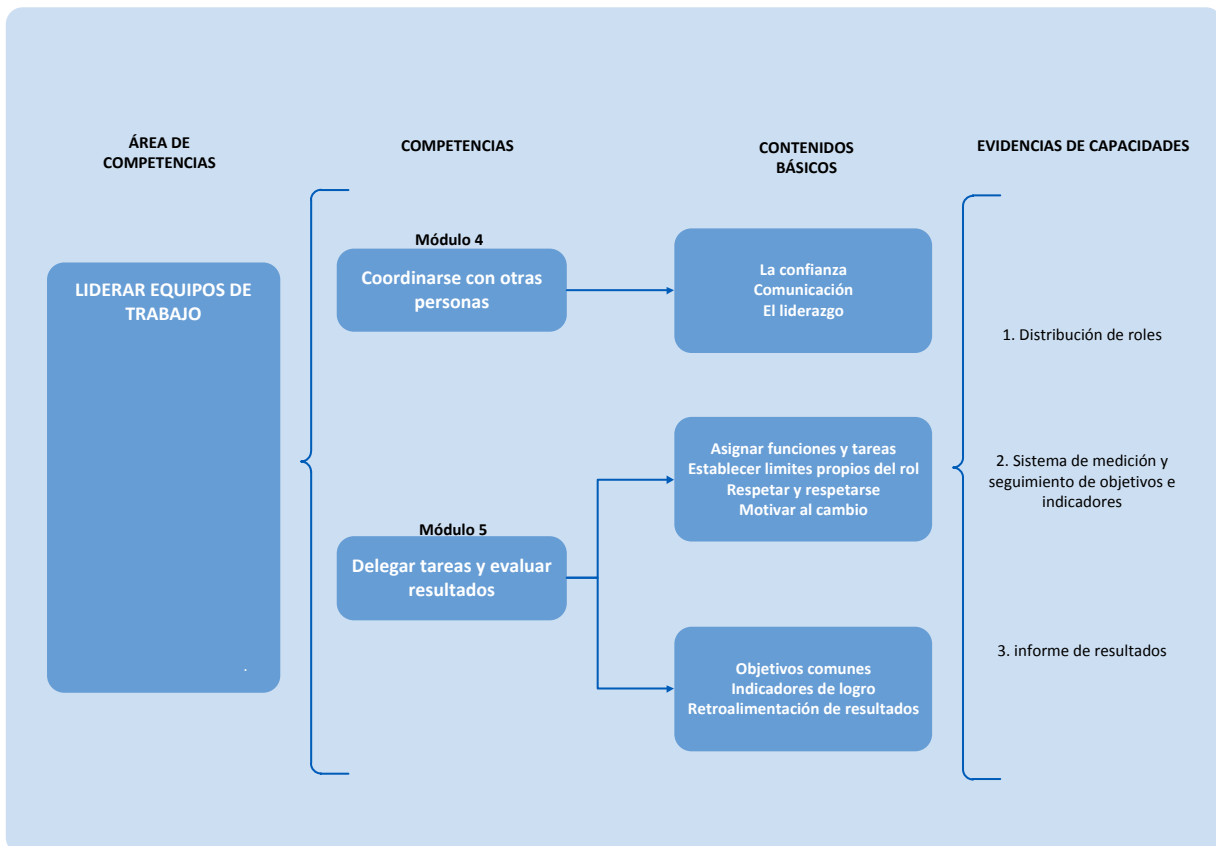 ÁREA DE
COMPETENCIAS
COMPETENCIAS
CONTENIDOS
BÁSICOS
EVIDENCIAS DE CAPACIDADES
LIDERAR EQUIPOS DE
TRABAJO
.
Módulo 4
Coordinarse con otras
personas
La confianza
Comunicación
El liderazgo
Módulo 5
Delegar tareas y evaluar
resultados
Asignar funciones y tareas
Establecer limites propios del rol
Respetar y respetarse
Motivar al cambio
Objetivos comunes
Indicadores de logro
Retroalimentación de resultados
1. Distribución de roles
2. Sistema de medición y
seguimiento de objetivos e
indicadores
3. informe de resultados